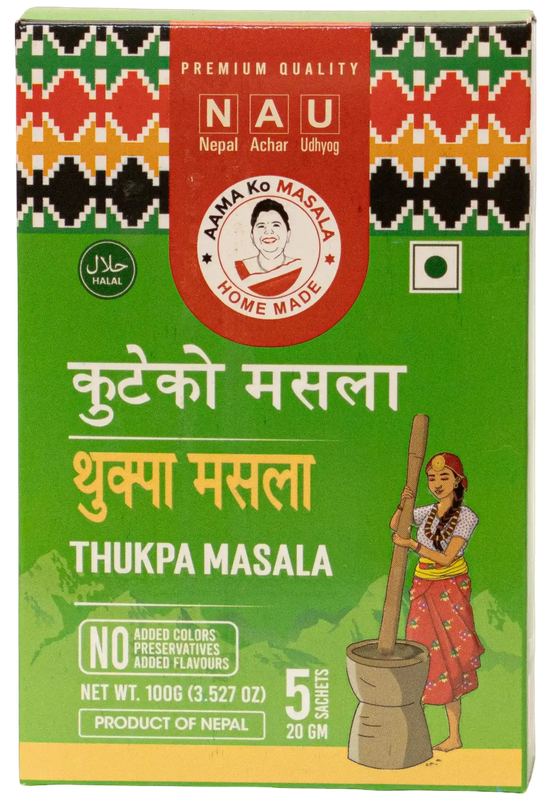 PREMIUM QUALITY
N A U
Nepal Achar Udhyog
AAMA Ko MASALA
HOME MADE
حلال
HALAL
कुटेको मसला
थुक्पा मसला
THUKPA MASALA
NO ADDED COLORS
PRESERVATIVES
ADDED FLAVOURS
NET WT. 100G (3.527 OZ)
PRODUCT OF NEPAL
5 SACHETS
20 GM